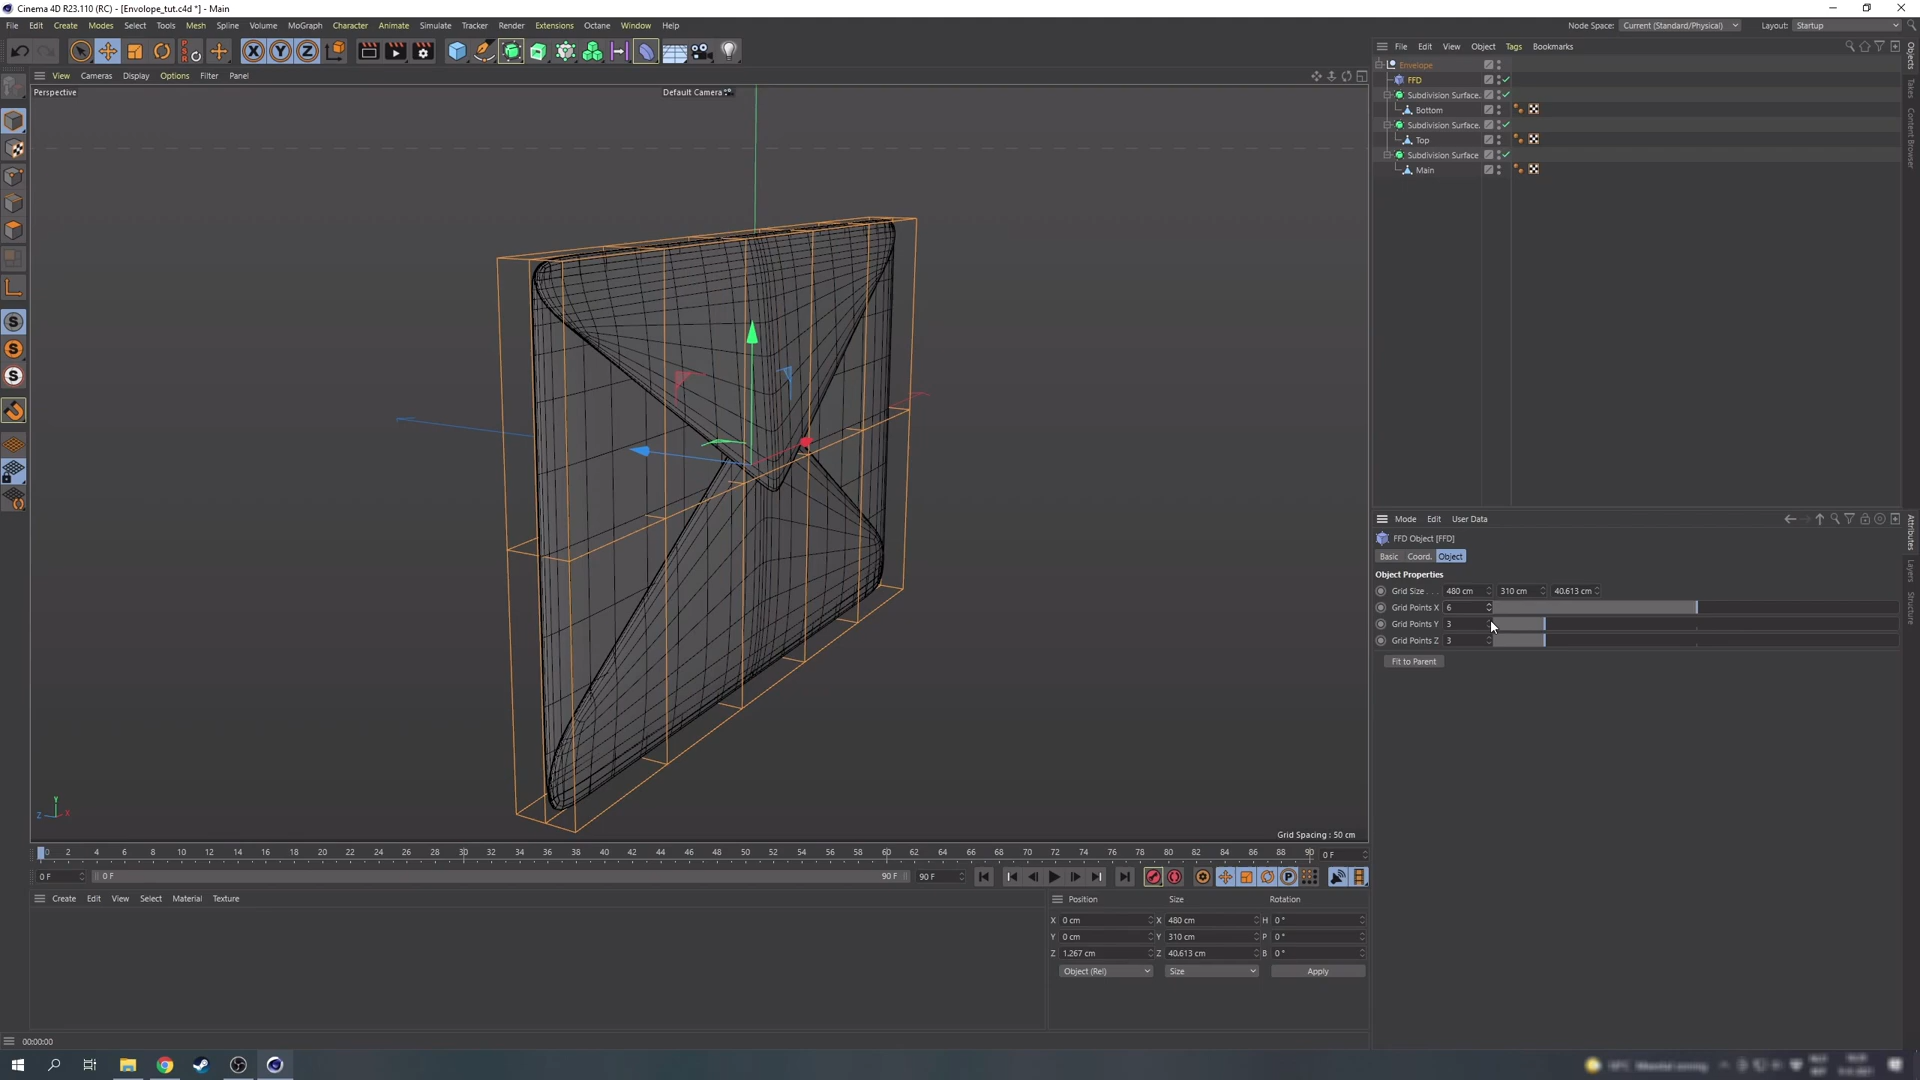 Cinema 4D R23.110 (RC) - [Envolope_tut.c4d *] - Main
File Edit Create Modes Select Tools Mesh Spline Volume MoGraph Character Animate Simulate Tracker Render Extensions Octane Window Help
Node Space: Current (Standard/Physical) Layout: Startup
View Cameras Display Options Filter Panel
Perspective
Default Camera
Grid Spacing : 50 cm
Y
Z
X
File Edit View Object Tags Bookmarks
Envelope
FFD
Subdivision Surface.
Bottom
Subdivision Surface.
Top
Subdivision Surface
Main
Objects
Takes
Content Browser
Mode Edit User Data
FFD Object [FFD]
Basic Coord. Object
Object Properties
Grid Size . . . . 480 cm 310 cm 40.613 cm
Grid Points X 6
Grid Points Y 3
Grid Points Z 3
Fit to Parent
Attributes
Layers
Structure
0 2 4 6 8 10 12 14 16 18 20 22 24 26 28 30 32 34 36 38 40 42 44 46 48 50 52 54 56 58 60 62 64 66 68 70 72 74 76 78 80 82 84 86 88 90 0 F
0 F 0 F 90 F 90 F
Create Edit View Select Material Texture
Position Size Rotation
X 0 cm X 480 cm H 0 °
Y 0 cm Y 310 cm P 0 °
Z 1.267 cm Z 40.613 cm B 0 °
Object (Rel) Size Apply
00:00:00